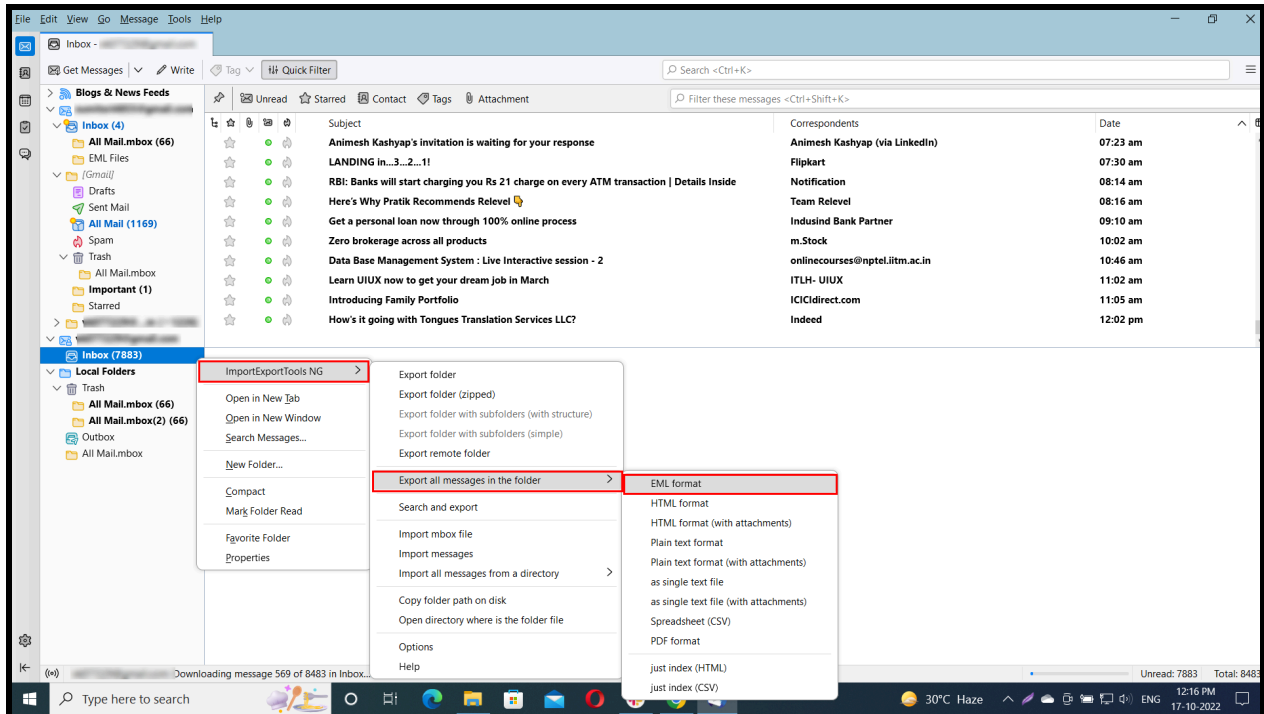 File Edit View Go Message Tools Help
Inbox -
Get Messages Write Tag Quick Filter Search <Ctrl+K>
Unread Starred Contact Tags Attachment Filter these messages <Ctrl+Shift+K>
Blogs & News Feeds
Inbox (4)
All Mail.mbox (66)
EML Files
[Gmail]
Drafts
Sent Mail
All Mail (1169)
Spam
Trash
All Mail.mbox
Important (1)
Starred
Inbox (7883)
Local Folders
Trash
All Mail.mbox (66)
All Mail.mbox(2) (66)
Outbox
All Mail.mbox
Subject Correspondents Date
Animesh Kashyap's invitation is waiting for your response Animesh Kashyap (via LinkedIn) 07:23 am
LANDING in...3...2...1! Flipkart 07:30 am
RBI: Banks will start charging you Rs 21 charge on every ATM transaction | Details Inside Notification 08:14 am
Here's Why Pratik Recommends Relevel 👇 Team Relevel 08:16 am
Get a personal loan now through 100% online process Indusind Bank Partner 09:10 am
Zero brokerage across all products m.Stock 10:02 am
Data Base Management System : Live Interactive session - 2 onlinecourses@nptel.iitm.ac.in 10:46 am
Learn UIUX now to get your dream job in March ITLH- UIUX 11:02 am
Introducing Family Portfolio ICICIdirect.com 11:05 am
How's it going with Tongues Translation Services LLC? Indeed 12:02 pm
ImportExportTools NG
Open in New Tab
Open in New Window
Search Messages...
New Folder...
Compact
Mark Folder Read
Favorite Folder
Properties
Export folder
Export folder (zipped)
Export folder with subfolders (with structure)
Export folder with subfolders (simple)
Export remote folder
Export all messages in the folder
Search and export
Import mbox file
Import messages
Import all messages from a directory
Copy folder path on disk
Open directory where is the folder file
Options
Help
EML format
HTML format
HTML format (with attachments)
Plain text format
Plain text format (with attachments)
as single text file
as single text file (with attachments)
Spreadsheet (CSV)
PDF format
just index (HTML)
just index (CSV)
Downloading message 569 of 8483 in Inbox... Unread: 7883 Total: 8483
Type here to search 30°C Haze ENG 12:16 PM
17-10-2022